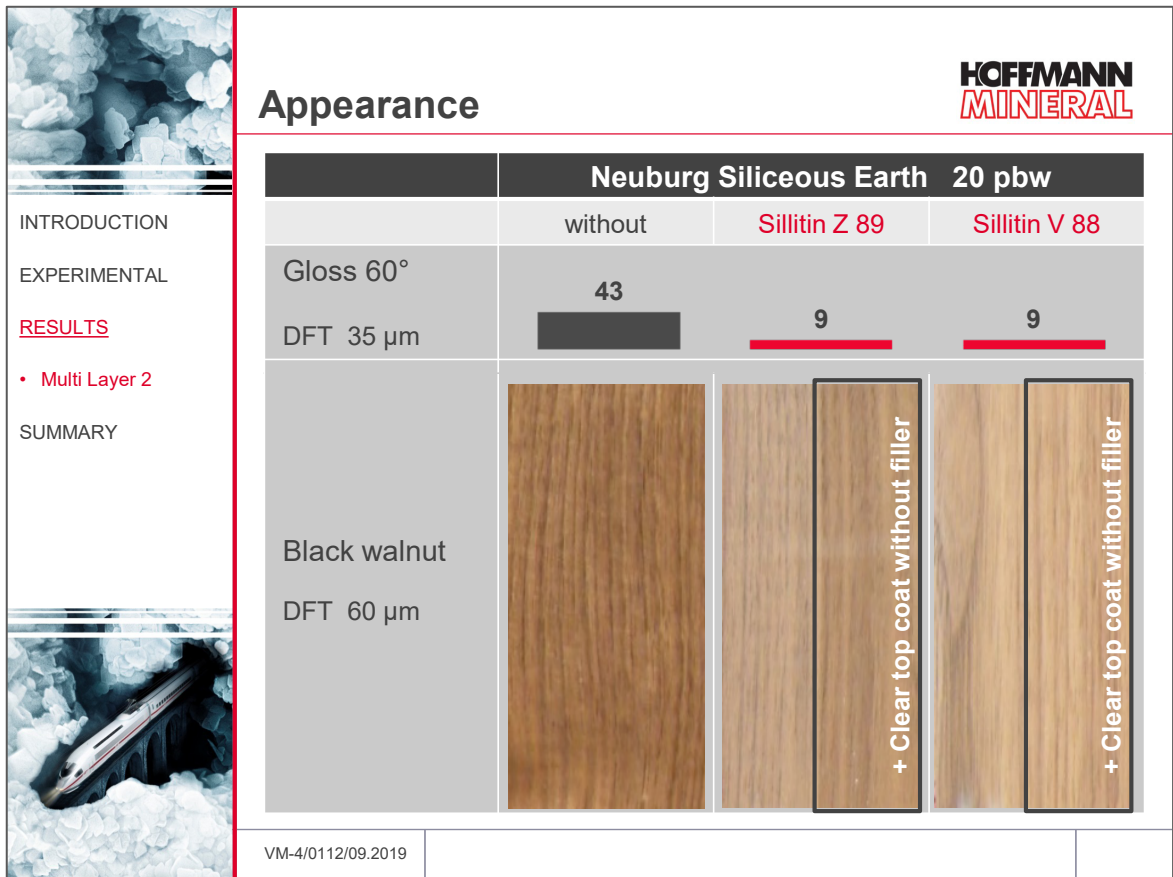 Appearance
HOFFMANN
MINERAL
INTRODUCTION
EXPERIMENTAL
RESULTS
• Multi Layer 2
SUMMARY
Neuburg Siliceous Earth 20 pbw
without Sillitin Z 89 Sillitin V 88
Gloss 60°
DFT 35 µm
43 9 9
Black walnut
DFT 60 µm
+ Clear top coat without filler
+ Clear top coat without filler
VM-4/0112/09.2019